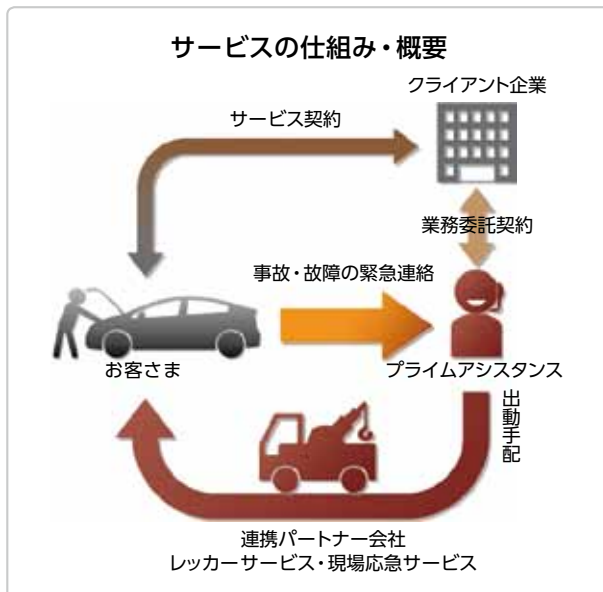 サービスの仕組み・概要
クライアント企業
サービス契約
業務委託契約
事故・故障の緊急連絡
お客さま
プライムアシスタンス
出動手配
連携パートナー会社
レッカーサービス・現場応急サービス